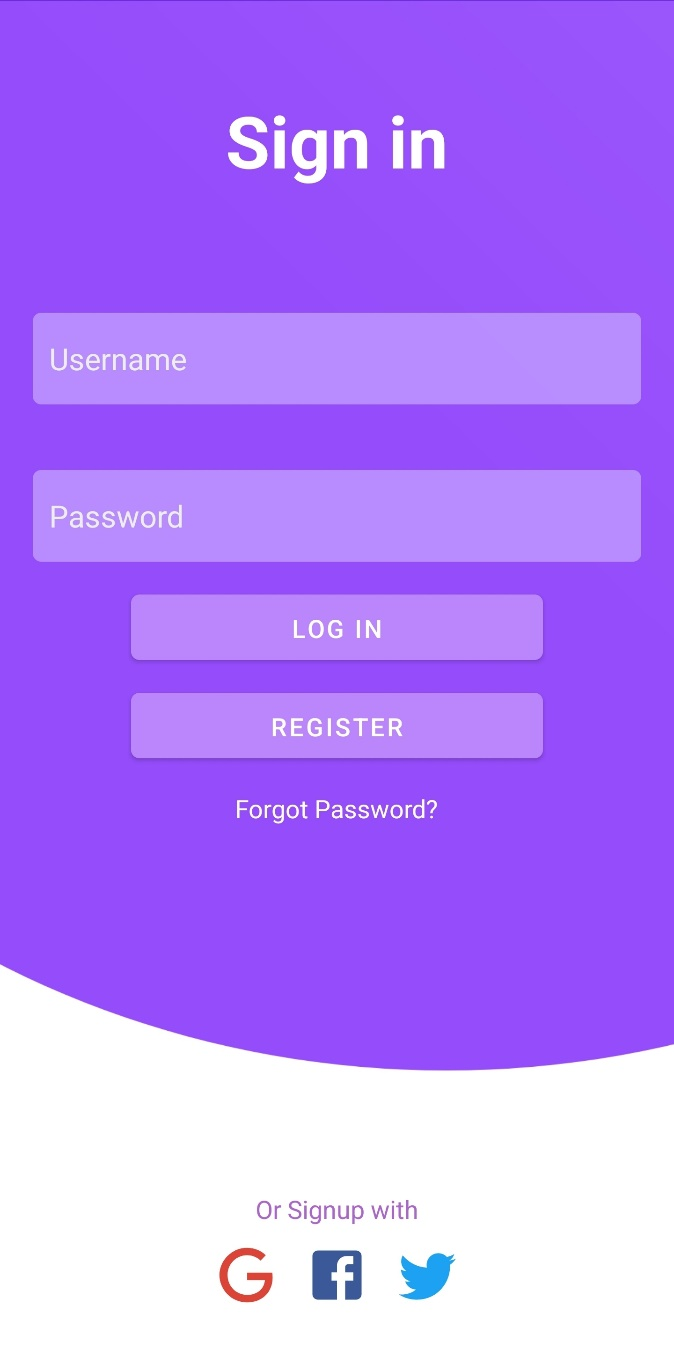 Sign in
Username
Password
LOG IN
REGISTER
Forgot Password?
Or Signup with